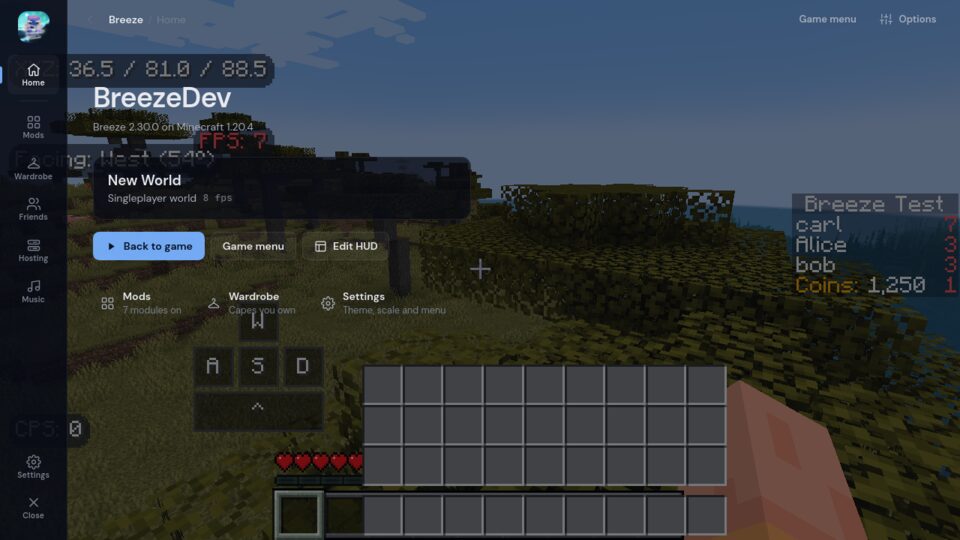 Breeze / Home
Game menu
Options
XYZ: 36.5 / 81.0 / 88.5
Home
BreezeDev
Breeze 2.30.0 on Minecraft 1.20.4
FPS: 7
Mods
Facing: West (54°)
Wardrobe
New World
Singleplayer world 8 fps
Friends
Breeze Test
carl 7
Alice 3
bob 3
Coins: 1,250 1
Hosting
Back to game
Game menu
Edit HUD
Music
Mods
7 modules on
Wardrobe
Capes you own
Settings
Theme, scale and menu
W
A S D
^
CPS: 0
Settings
Close